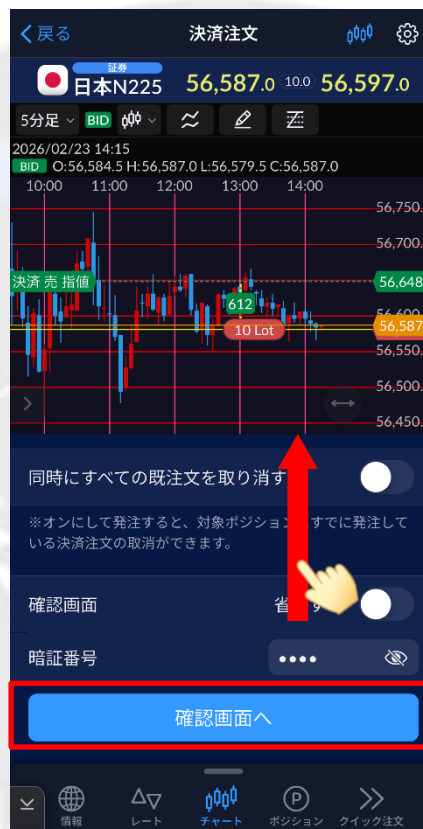 戻る 決済注文
証券
日本N225 56,587.0 10.0 56,597.0
5分足 BID
2026/02/23 14:15
BID O:56,584.5 H:56,587.0 L:56,579.5 C:56,587.0
10:00 11:00 12:00 13:00 14:00
56,750.
56,700.
決済 売 指値 56,648
612
56,600.
10 Lot 56,587
56,550.
56,500.
56,450.
同時にすべての既注文を取り消す
※オンにして発注すると、対象ポジション すでに発注して
いる決済注文の取消ができます。
確認画面 省 す
暗証番号
確認画面へ
情報 レート チャート ポジション クイック注文